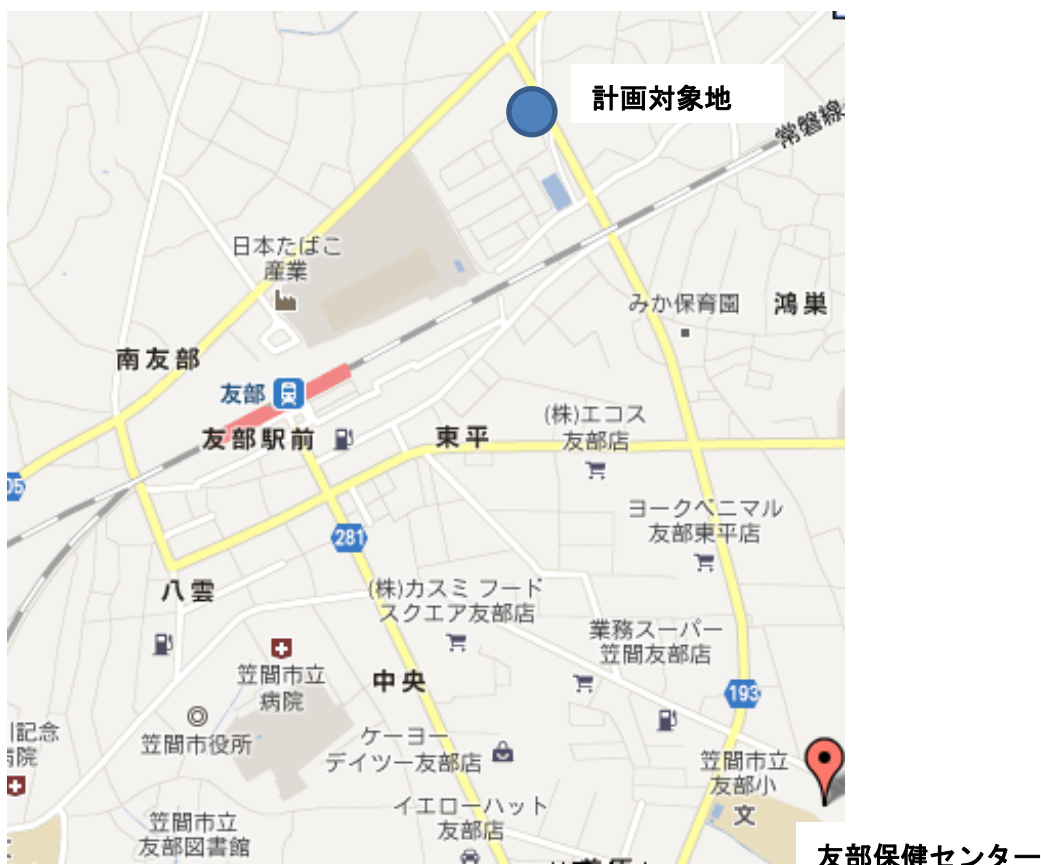 計画対象地
常磐線
日本たばこ
産業
みか保育園
鴻巣
南友部
友部
友部駅前
東平
(株)エコス
友部店
05
ヨークベニマル
友部東平店
281
八雲
(株)カスミ フード
スクエア友部店
業務スーパー
笠間友部店
笠間市立
病院
中央
193
記念
病院
笠間市役所
ケーヨー
デイツー友部店
笠間市立
友部小
文
イエローハット
友部店
笠間市立
友部図書館
友部保健センター